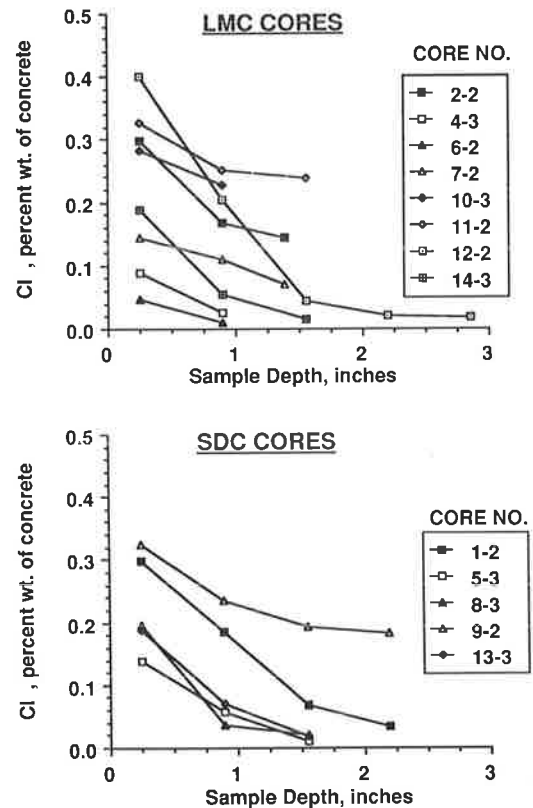 LMC CORES
CORE NO.
2-2
4-3
6-2
7-2
10-3
11-2
12-2
14-3
0.5
0.4
0.3
0.2
0.1
0.0
Cl , percent wt. of concrete
0 1 2 3
Sample Depth, inches
SDC CORES
CORE NO.
1-2
5-3
8-3
9-2
13-3
0.5
0.4
0.3
0.2
0.1
0.0
Cl , percent wt. of concrete
0 1 2 3
Sample Depth, inches